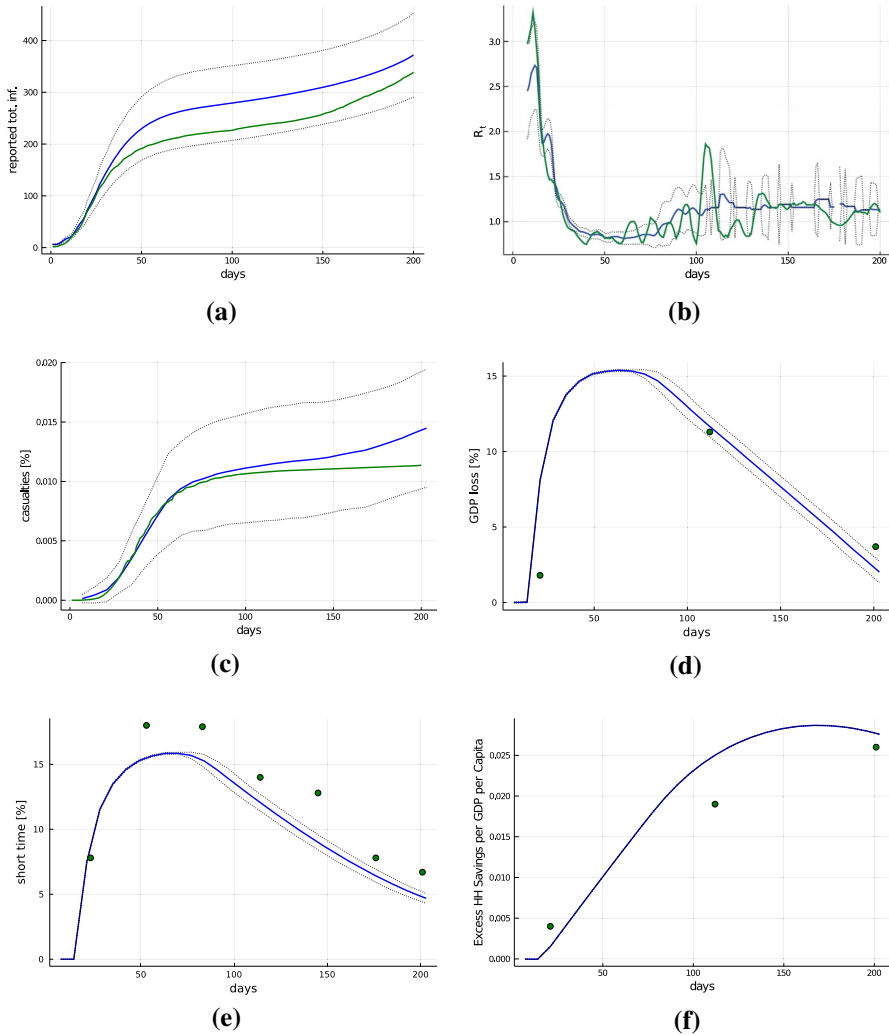 400
300
200
100
0
reported tot. inf.
0 50 100 150 200
days
(a)
3.0
2.5
2.0
1.5
1.0
Rt
0 50 100 150 200
days
(b)
0.020
0.015
0.010
0.005
0.000
casualties [%]
0 50 100 150 200
days
(c)
15
10
5
0
GDP loss [%]
50 100 150 200
days
(d)
15
10
5
0
short time [%]
50 100 150 200
days
(e)
0.025
0.020
0.015
0.010
0.005
0.000
Excess HH Savings per GDP per Capita
50 100 150 200
days
(f)